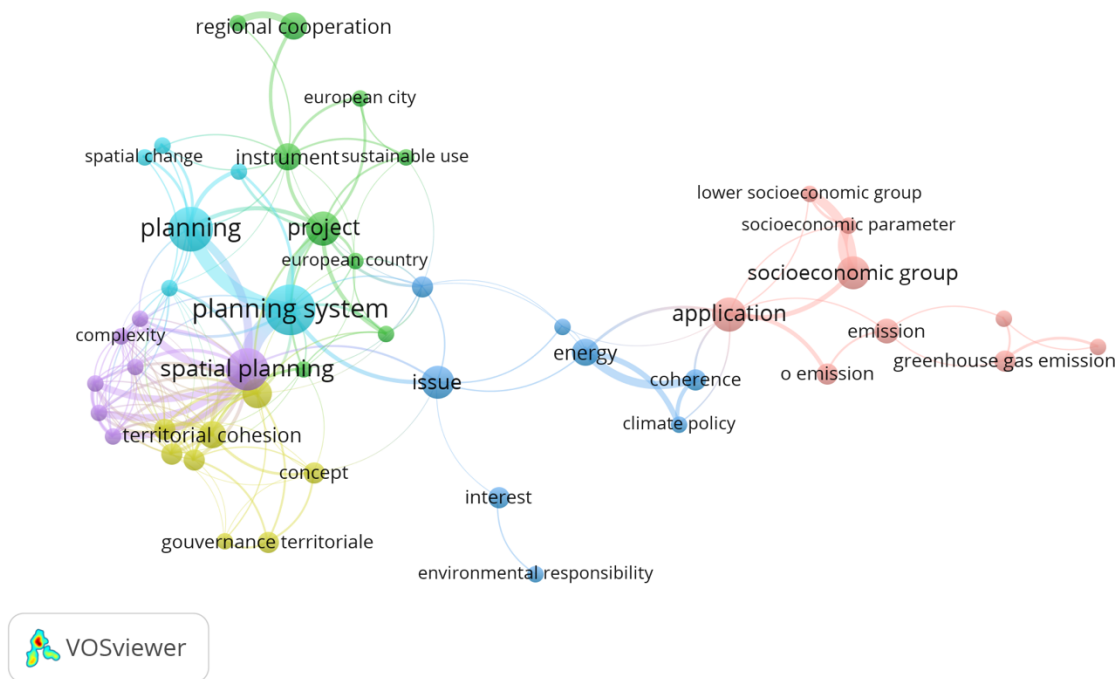 regional cooperation
european city
spatial change
instrument
sustainable use
lower socioeconomic group
planning
project
socioeconomic parameter
european country
socioeconomic group
planning system
application
complexity
emission
energy
greenhouse gas emission
spatial planning
issue
coherence
o emission
climate policy
territorial cohesion
concept
interest
gouvernance territoriale
environmental responsibility
VOSviewer